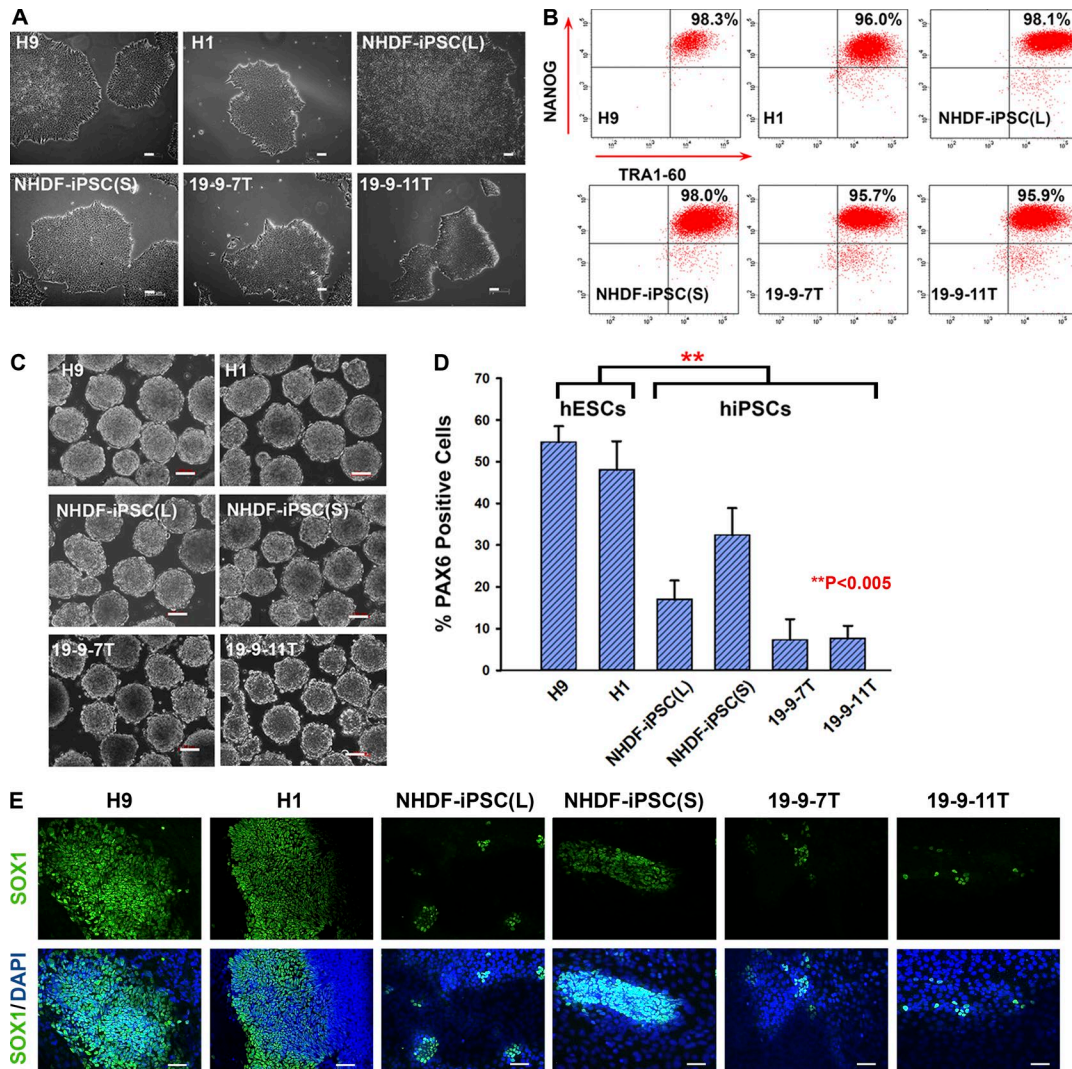 A
H9
H1
NHDF-iPSC(L)
NHDF-iPSC(S)
19-9-7T
19-9-11T
B
NANOG
98.3%
H9
96.0%
H1
98.1%
NHDF-iPSC(L)
TRA1-60
98.0%
NHDF-iPSC(S)
95.7%
19-9-7T
95.9%
19-9-11T
C
H9
H1
NHDF-iPSC(L)
NHDF-iPSC(S)
19-9-7T
19-9-11T
D
**
hESCs
hiPSCs
% PAX6 Positive Cells
70
60
50
40
30
20
10
0
**P<0.005
H9
H1
NHDF-iPSC(L)
NHDF-iPSC(S)
19-9-7T
19-9-11T
E
H9 H1 NHDF-iPSC(L) NHDF-iPSC(S) 19-9-7T 19-9-11T
SOX1
SOX1/DAPI